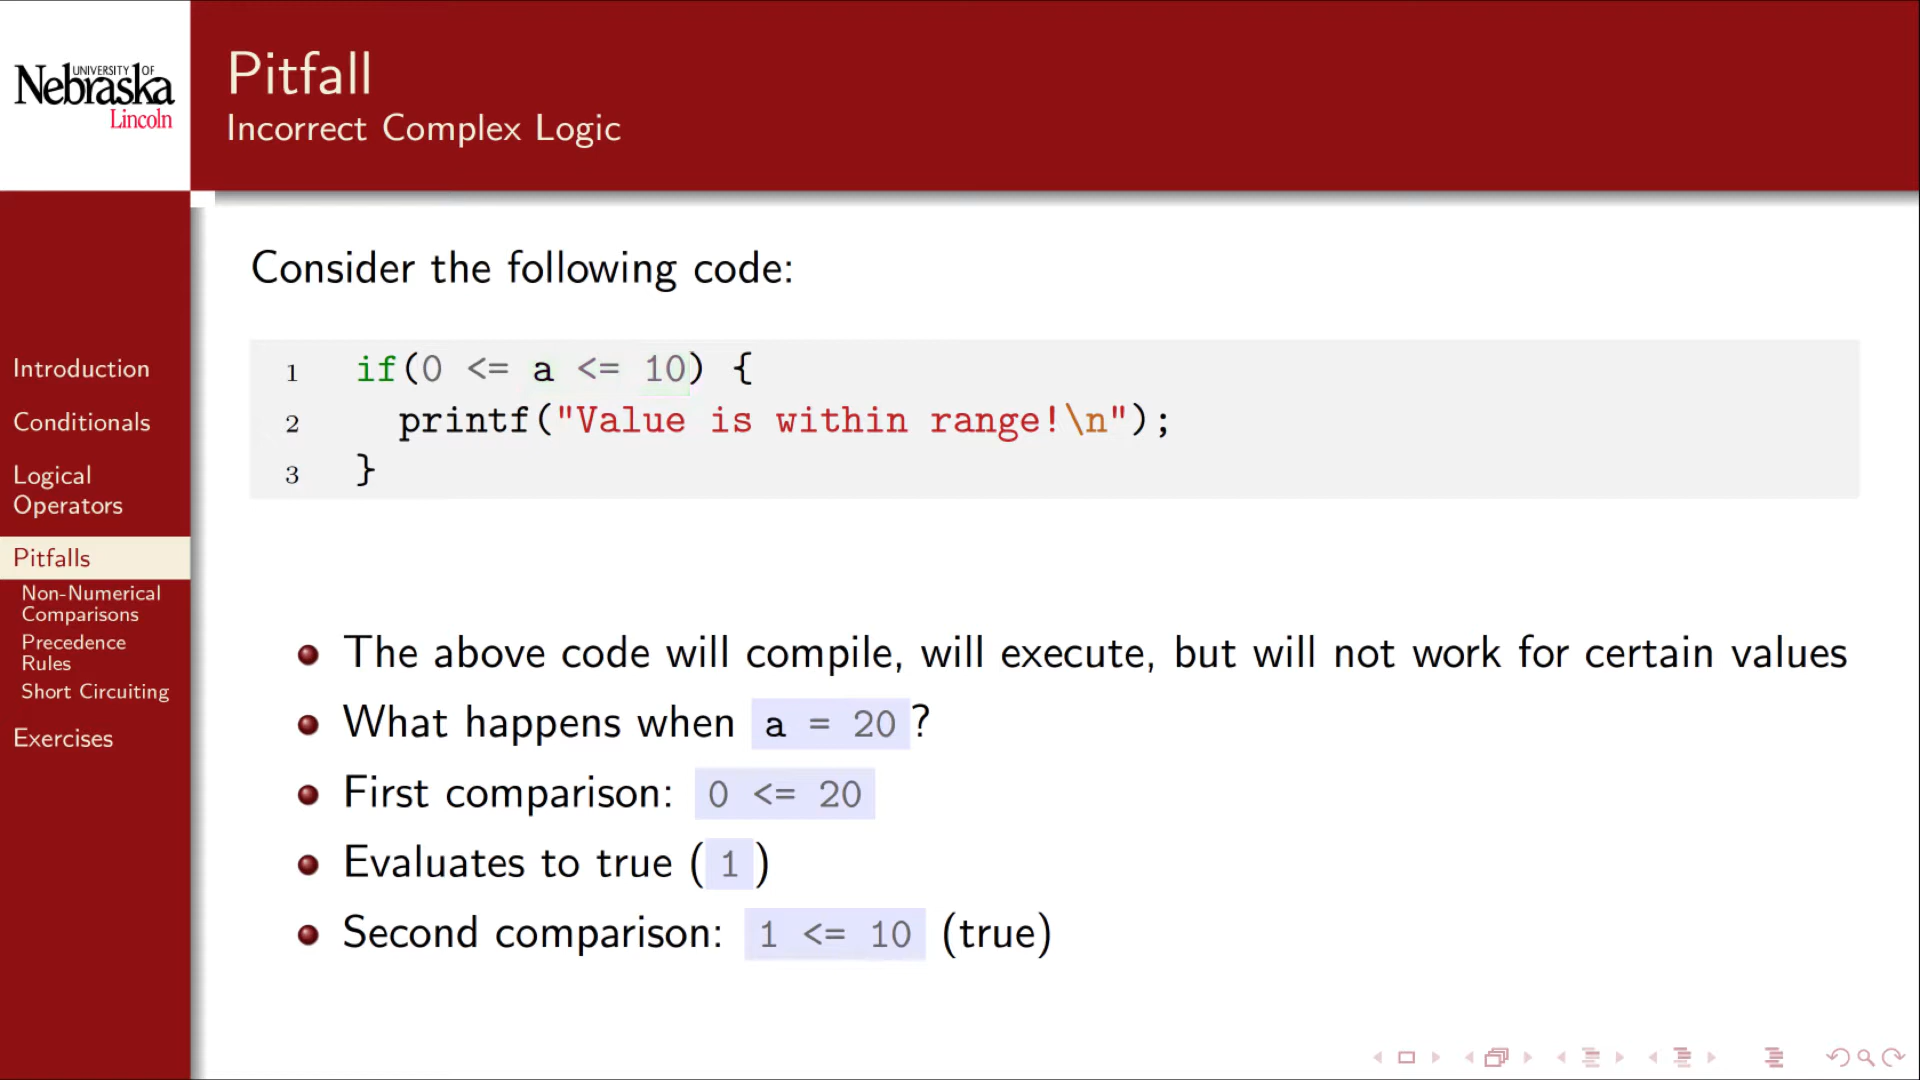 UNIVERSITY OF
Nebraska
Lincoln
Pitfall
Incorrect Complex Logic
Introduction
Conditionals
Logical
Operators
Pitfalls
Non-Numerical
Comparisons
Precedence
Rules
Short Circuiting
Exercises
Consider the following code:
1 if(0 <= a <= 10) {
2 printf("Value is within range!\n");
3 }
• The above code will compile, will execute, but will not work for certain values
• What happens when a = 20 ?
• First comparison: 0 <= 20
• Evaluates to true ( 1 )
• Second comparison: 1 <= 10 (true)